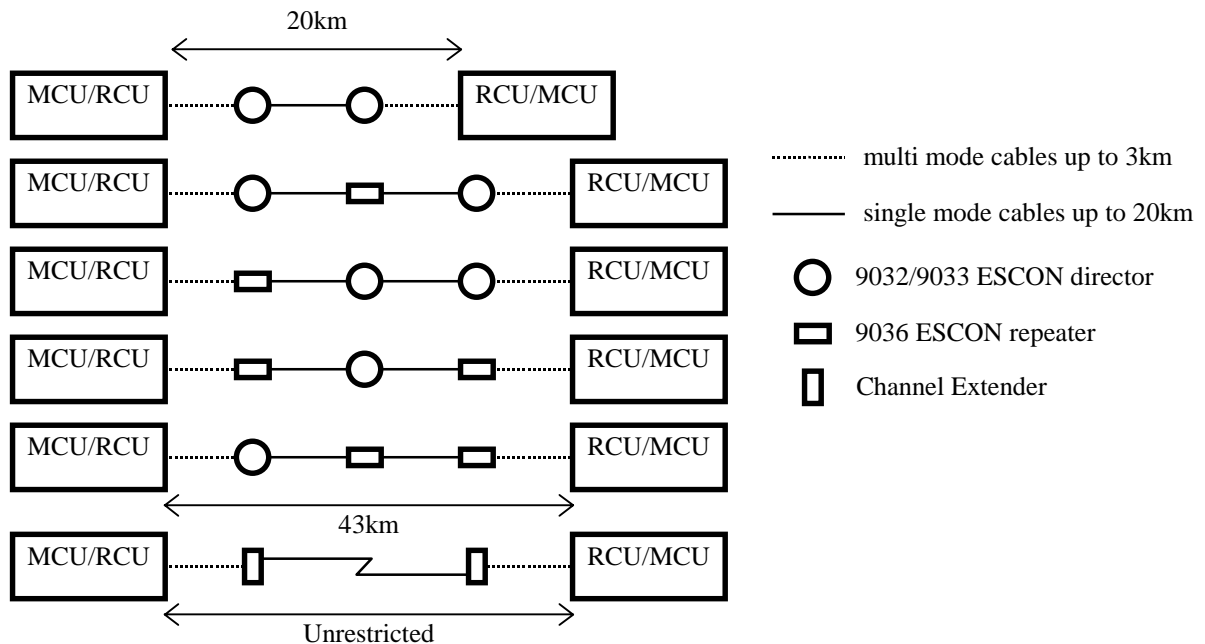 20km
MCU/RCU
RCU/MCU
MCU/RCU
RCU/MCU
MCU/RCU
RCU/MCU
MCU/RCU
RCU/MCU
MCU/RCU
RCU/MCU
43km
MCU/RCU
RCU/MCU
Unrestricted
multi mode cables up to 3km
single mode cables up to 20km
9032/9033 ESCON director
9036 ESCON repeater
Channel Extender